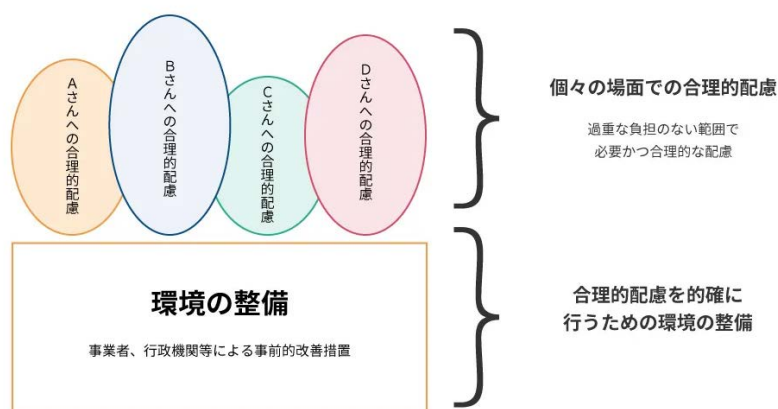 Aさんへの合理的配慮
Bさんへの合理的配慮
Cさんへの合理的配慮
Dさんへの合理的配慮
個々の場面での合理的配慮
過重な負担のない範囲で
必要かつ合理的な配慮
環境の整備
事業者、行政機関等による事前的改善措置
合理的配慮を的確に
行うための環境の整備